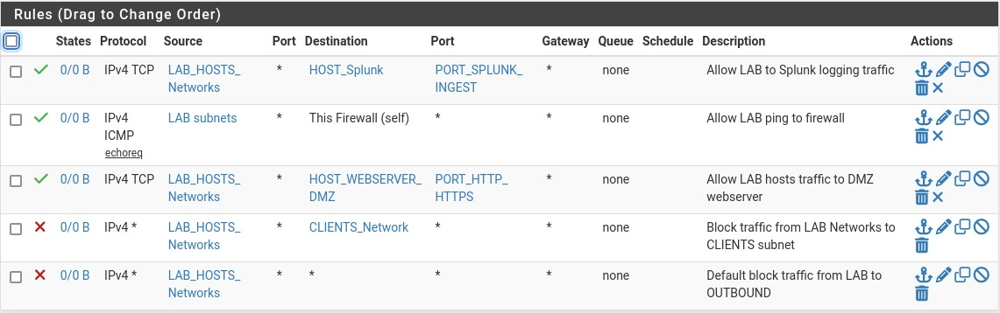 Rules (Drag to Change Order)
States Protocol Source Port Destination Port Gateway Queue Schedule Description Actions
0/0 B IPv4 TCP LAB_HOSTS_ * HOST_Splunk PORT_SPLUNK_ * none Allow LAB to Splunk logging traffic
Networks INGEST
0/0 B IPv4 LAB subnets * This Firewall (self) * * none Allow LAB ping to firewall
ICMP
echoreq
0/0 B IPv4 TCP LAB_HOSTS_ * HOST_WEBSERVER_ PORT_HTTP_ * none Allow LAB hosts traffic to DMZ
Networks DMZ HTTPS webserver
0/0 B IPv4 * LAB_HOSTS_ * CLIENTS_Network * * none Block traffic from LAB Networks to
Networks CLIENTS subnet
0/0 B IPv4 * LAB_HOSTS_ * * * * none Default block traffic from LAB to
Networks OUTBOUND